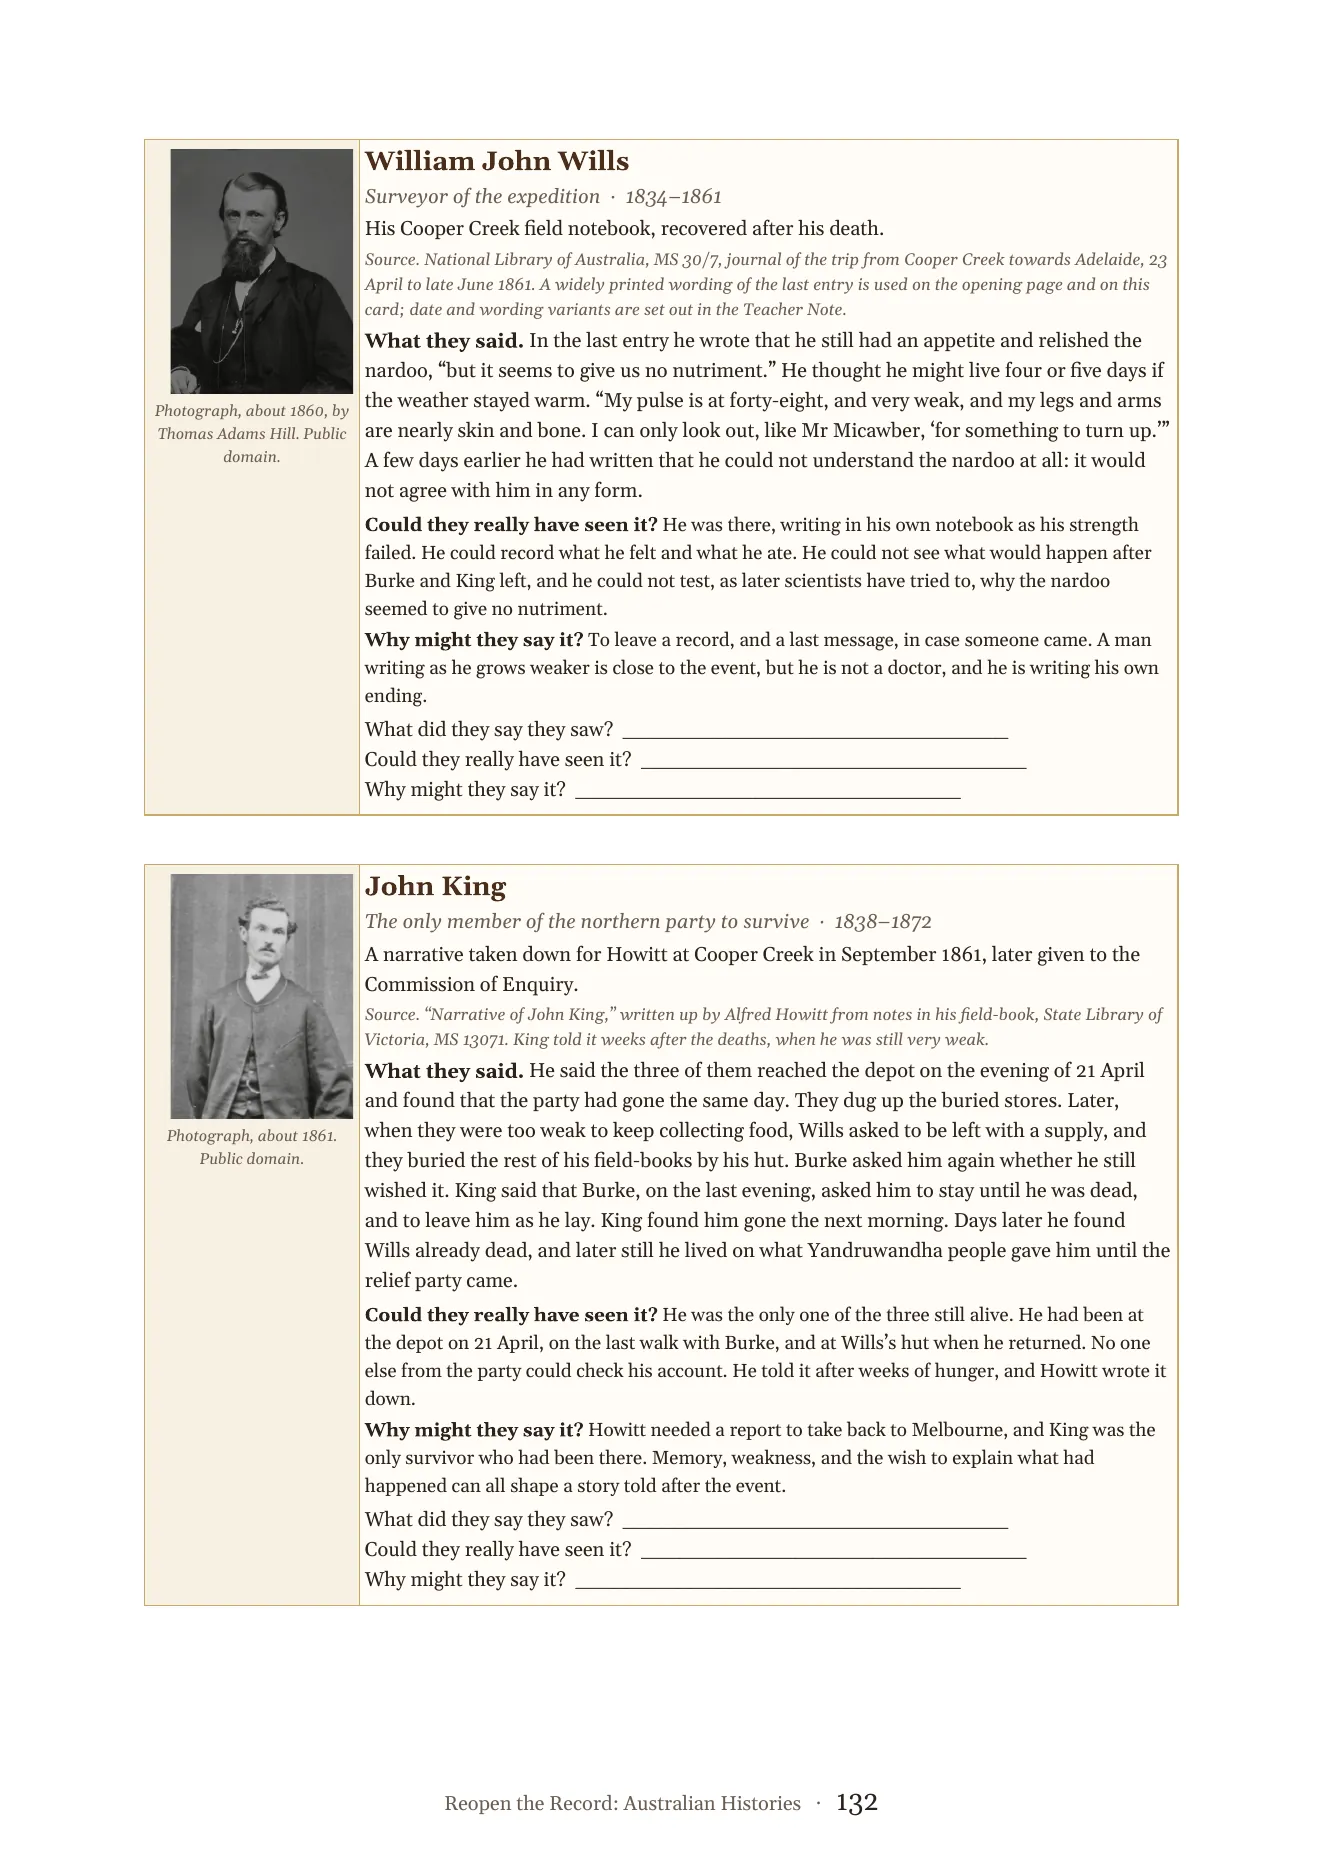 William John Wills
Surveyor of the expedition · 1834–1861
His Cooper Creek field notebook, recovered after his death.
Source. National Library of Australia, MS 30/7, journal of the trip from Cooper Creek towards Adelaide, 23
April to late June 1861. A widely printed wording of the last entry is used on the opening page and on this
card; date and wording variants are set out in the Teacher Note.
What they said. In the last entry he wrote that he still had an appetite and relished the
nardoo, “but it seems to give us no nutriment.” He thought he might live four or five days if
the weather stayed warm. “My pulse is at forty-eight, and very weak, and my legs and arms
are nearly skin and bone. I can only look out, like Mr Micawber, ‘for something to turn up.’”
A few days earlier he had written that he could not understand the nardoo at all: it would
not agree with him in any form.
Could they really have seen it? He was there, writing in his own notebook as his strength
failed. He could record what he felt and what he ate. He could not see what would happen after
Burke and King left, and he could not test, as later scientists have tried to, why the nardoo
seemed to give no nutriment.
Why might they say it? To leave a record, and a last message, in case someone came. A man
writing as he grows weaker is close to the event, but he is not a doctor, and he is writing his own
ending.
What did they say they saw? ______________________________________
Could they really have seen it? ______________________________________
Why might they say it? ______________________________________
Photograph, about 1860, by
Thomas Adams Hill. Public
domain.
John King
The only member of the northern party to survive · 1838–1872
A narrative taken down for Howitt at Cooper Creek in September 1861, later given to the
Commission of Enquiry.
Source. “Narrative of John King,” written up by Alfred Howitt from notes in his field-book, State Library of
Victoria, MS 13071. King told it weeks after the deaths, when he was still very weak.
What they said. He said the three of them reached the depot on the evening of 21 April
and found that the party had gone the same day. They dug up the buried stores. Later,
when they were too weak to keep collecting food, Wills asked to be left with a supply, and
they buried the rest of his field-books by his hut. Burke asked him again whether he still
wished it. King said that Burke, on the last evening, asked him to stay until he was dead,
and to leave him as he lay. King found him gone the next morning. Days later he found
Wills already dead, and later still he lived on what Yandruwandha people gave him until the
relief party came.
Could they really have seen it? He was the only one of the three still alive. He had been at
the depot on 21 April, on the last walk with Burke, and at Wills’s hut when he returned. No one
else from the party could check his account. He told it after weeks of hunger, and Howitt wrote it
down.
Why might they say it? Howitt needed a report to take back to Melbourne, and King was the
only survivor who had been there. Memory, weakness, and the wish to explain what had
happened can all shape a story told after the event.
What did they say they saw? ______________________________________
Could they really have seen it? ______________________________________
Why might they say it? ______________________________________
Photograph, about 1861.
Public domain.
Reopen the Record: Australian Histories · 132